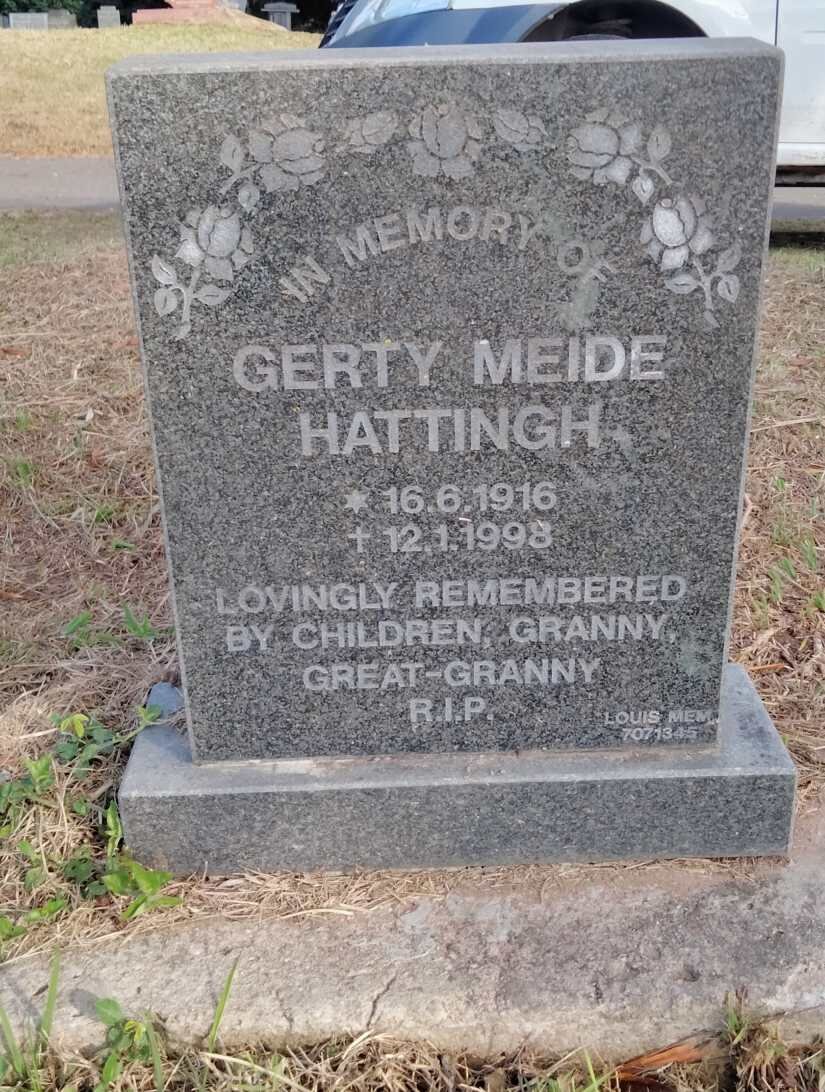 IN MEMORY OF
GERTY MEIDE
HATTINGH
* 16.6.1916
† 12.1.1998
LOVINGLY REMEMBERED
BY CHILDREN, GRANNY,
GREAT-GRANNY
R.I.P.
LOUIS MEM.
7071345